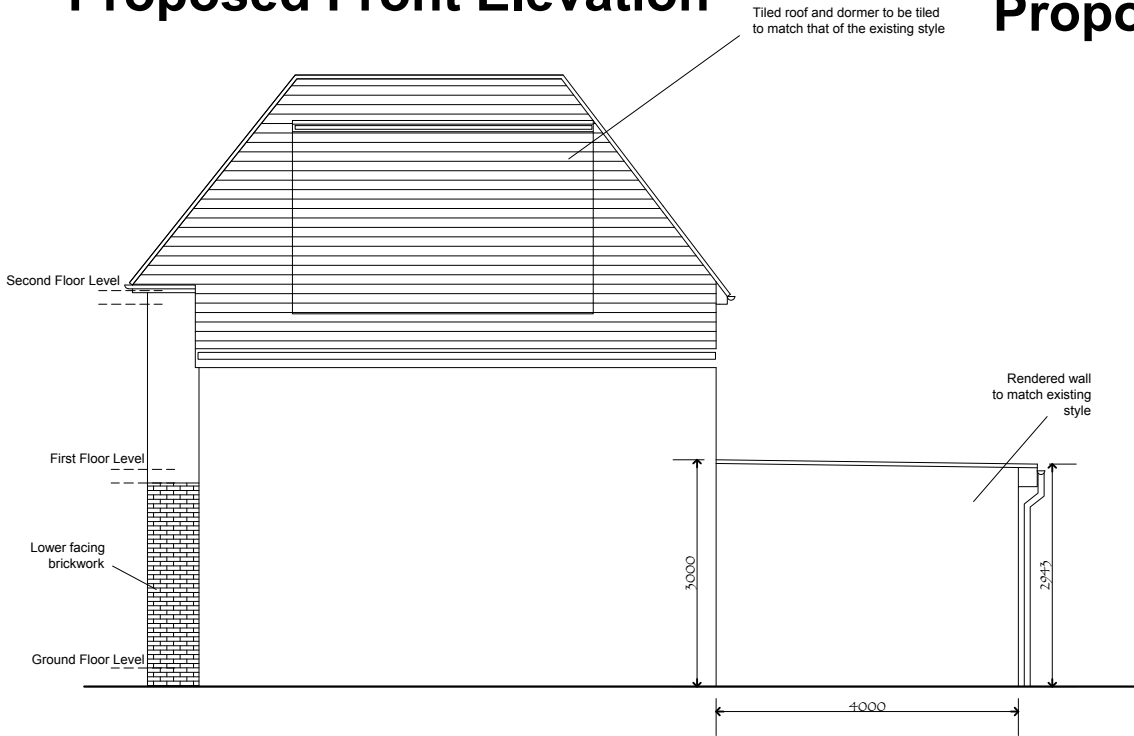 Proposed Front Elevation
Propo
Tiled roof and dormer to be tiled
to match that of the existing style
Second Floor Level
Rendered wall
to match existing
style
First Floor Level
Lower facing
brickwork
3000
2943
Ground Floor Level
4000